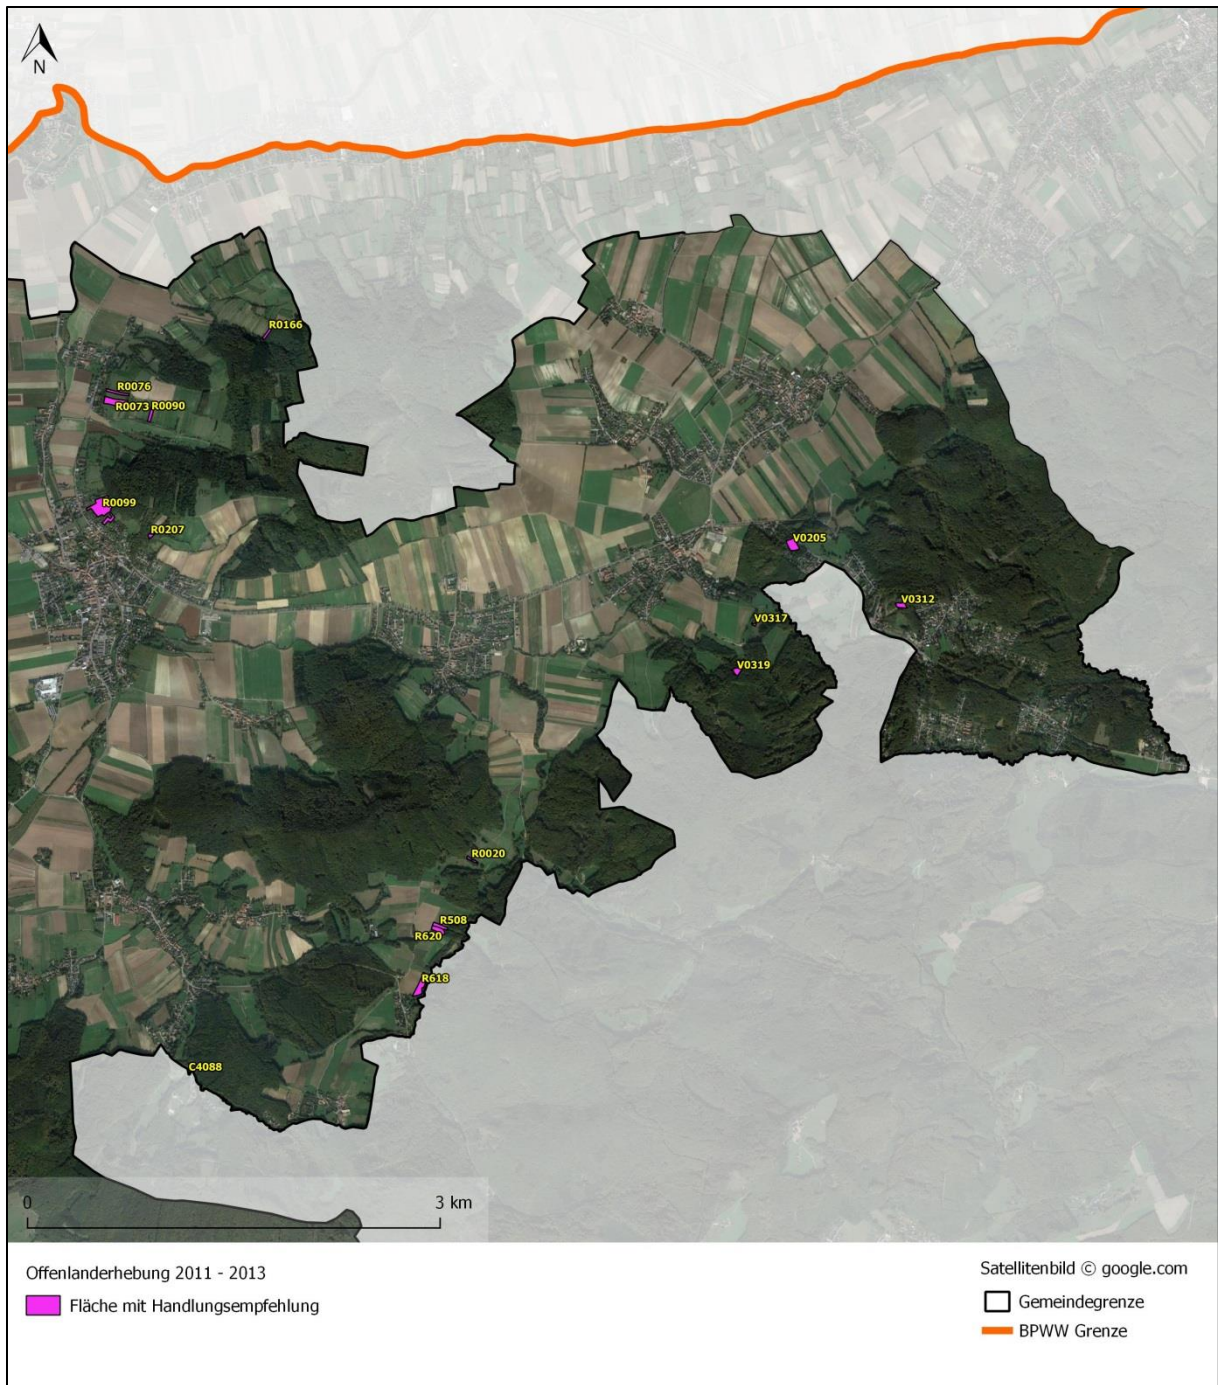 N
R0166
R0076
R0073 R0090
R0099
R0207
V0205
V0312
V0317
V0319
R0020
R508
R620
R618
C4088
0 3 km
Offenlanderhebung 2011 - 2013
Fläche mit Handlungsempfehlung
Satellitenbild © google.com
Gemeindegrenze
BPWW Grenze